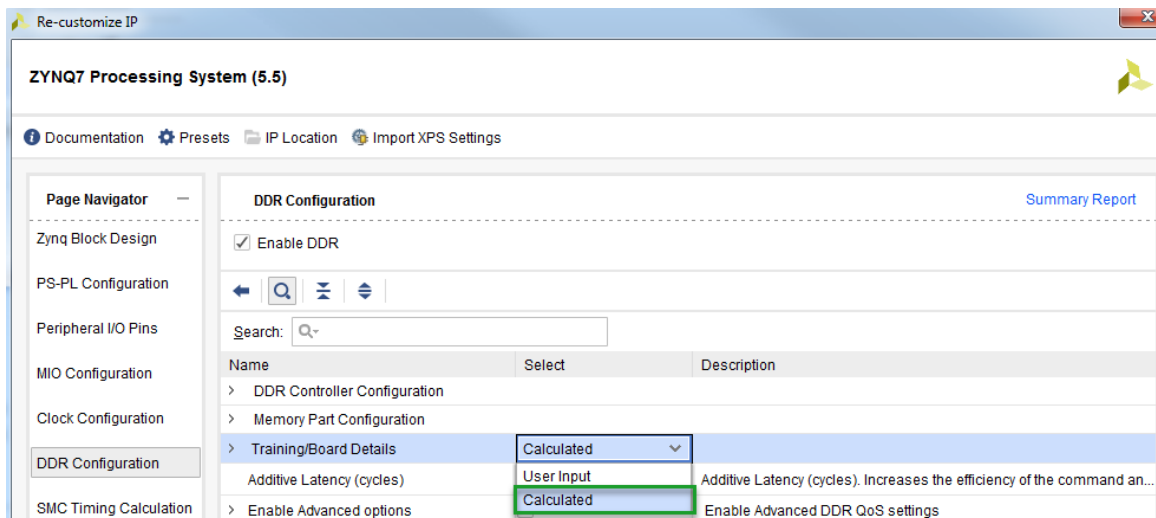 Re-customize IP
ZYNQ7 Processing System (5.5)
Documentation Presets IP Location Import XPS Settings
Page Navigator
Zynq Block Design
PS-PL Configuration
Peripheral I/O Pins
MIO Configuration
Clock Configuration
DDR Configuration
SMC Timing Calculation
DDR Configuration Summary Report
Enable DDR
Search:
Name Select Description
DDR Controller Configuration
Memory Part Configuration
Training/Board Details Calculated
User Input
Calculated
Additive Latency (cycles) Additive Latency (cycles). Increases the efficiency of the command an...
Enable Advanced options Enable Advanced DDR QoS settings